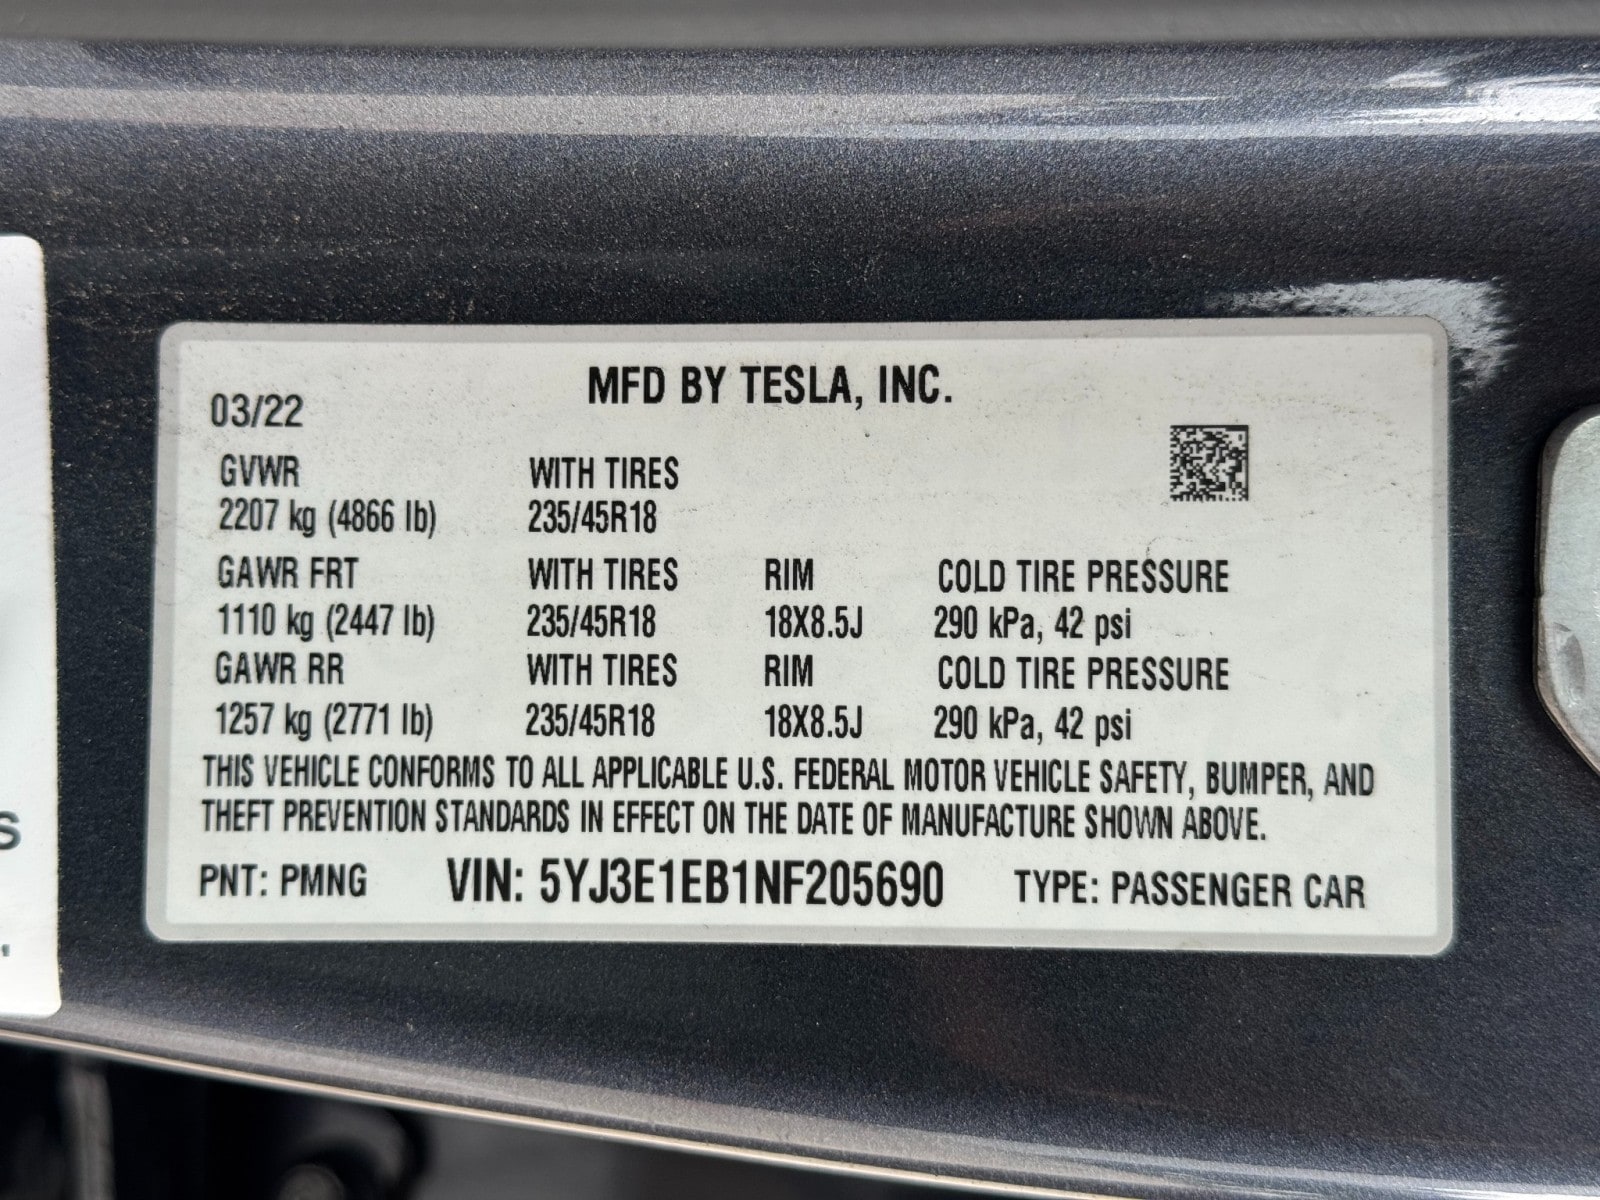 MFD BY TESLA, INC.
03/22
GVWR WITH TIRES
2207 kg (4866 lb) 235/45R18
GAWR FRT WITH TIRES RIM COLD TIRE PRESSURE
1110 kg (2447 lb) 235/45R18 18X8.5J 290 kPa, 42 psi
GAWR RR WITH TIRES RIM COLD TIRE PRESSURE
1257 kg (2771 lb) 235/45R18 18X8.5J 290 kPa, 42 psi
THIS VEHICLE CONFORMS TO ALL APPLICABLE U.S. FEDERAL MOTOR VEHICLE SAFETY, BUMPER, AND
THEFT PREVENTION STANDARDS IN EFFECT ON THE DATE OF MANUFACTURE SHOWN ABOVE.
PNT: PMNG VIN: 5YJ3E1EB1NF205690 TYPE: PASSENGER CAR